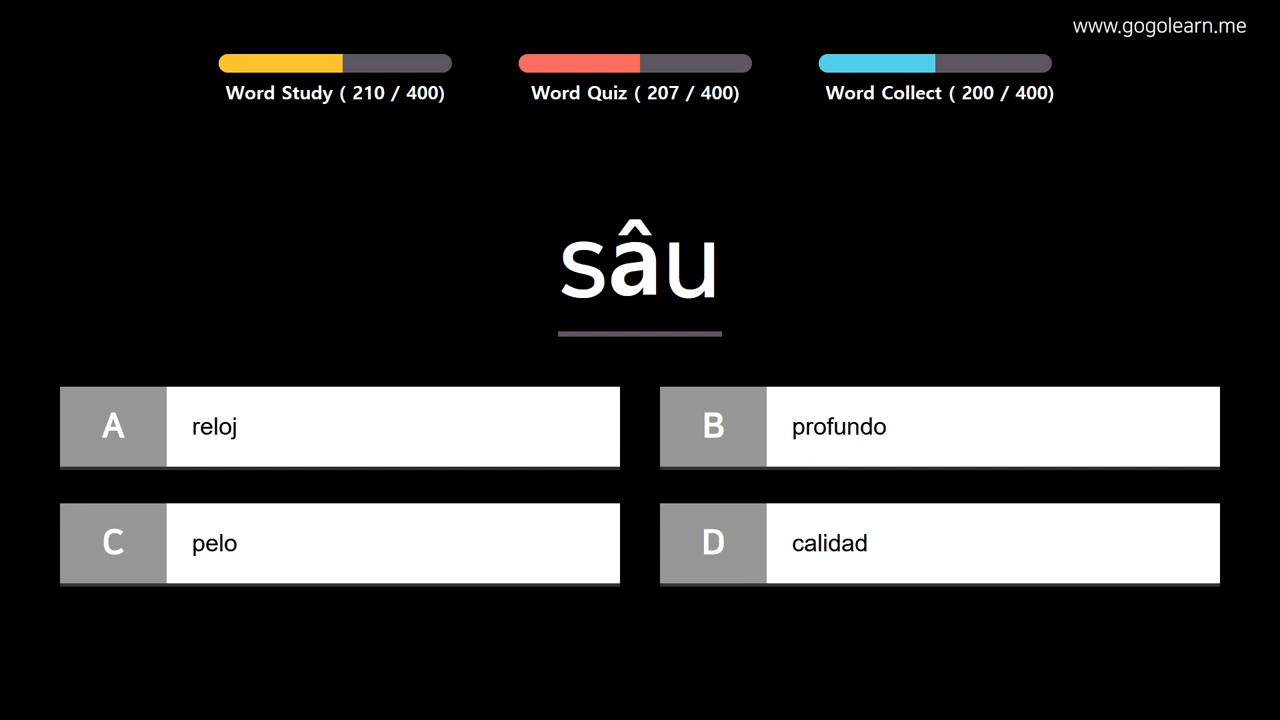 www.gogolearn.me
Word Study ( 210 / 400)
Word Quiz ( 207 / 400)
Word Collect ( 200 / 400)
sâu
A reloj
B profundo
C pelo
D calidad